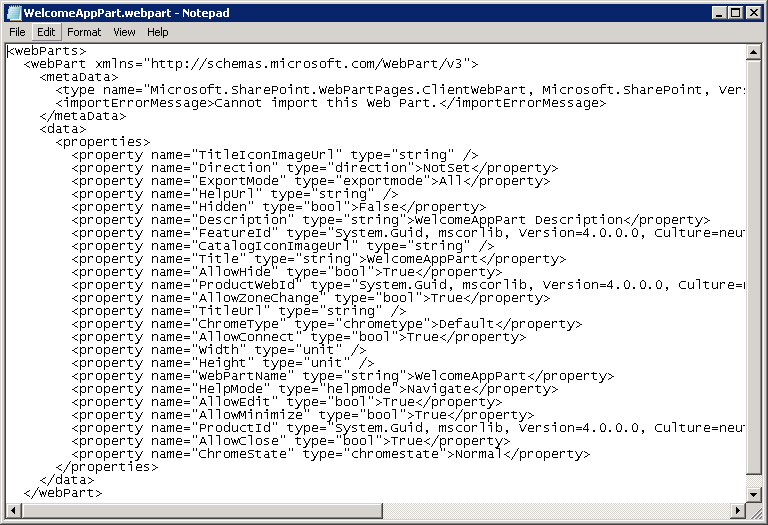 WelcomeAppPart.webpart - Notepad
File Edit Format View Help
<webParts>
  <webPart xmlns="http://schemas.microsoft.com/WebPart/v3">
    <metaData>
      <type name="Microsoft.SharePoint.WebPartPages.ClientWebPart, Microsoft.SharePoint, Vers
      <importErrorMessage>Cannot import this Web Part.</importErrorMessage>
    </metaData>
    <data>
      <properties>
        <property name="TitleIconImageUrl" type="string" />
        <property name="Direction" type="direction">NotSet</property>
        <property name="ExportMode" type="exportmode">All</property>
        <property name="HelpUrl" type="string" />
        <property name="Hidden" type="bool">False</property>
        <property name="Description" type="string">WelcomeAppPart Description</property>
        <property name="FeatureId" type="System.Guid, mscorlib, Version=4.0.0.0, Culture=neut
        <property name="CatalogIconImageUrl" type="string" />
        <property name="Title" type="string">WelcomeAppPart</property>
        <property name="AllowHide" type="bool">True</property>
        <property name="ProductWebId" type="System.Guid, mscorlib, Version=4.0.0.0, Culture=n
        <property name="AllowZoneChange" type="bool">True</property>
        <property name="TitleUrl" type="string" />
        <property name="ChromeType" type="chrometype">Default</property>
        <property name="AllowConnect" type="bool">True</property>
        <property name="Width" type="unit" />
        <property name="Height" type="unit" />
        <property name="WebPartName" type="string">WelcomeAppPart</property>
        <property name="HelpMode" type="helpmode">Navigate</property>
        <property name="AllowEdit" type="bool">True</property>
        <property name="AllowMinimize" type="bool">True</property>
        <property name="ProductId" type="System.Guid, mscorlib, Version=4.0.0.0, Culture=neut
        <property name="AllowClose" type="bool">True</property>
        <property name="ChromeState" type="chromestate">Normal</property>
      </properties>
    </data>
  </webPart>